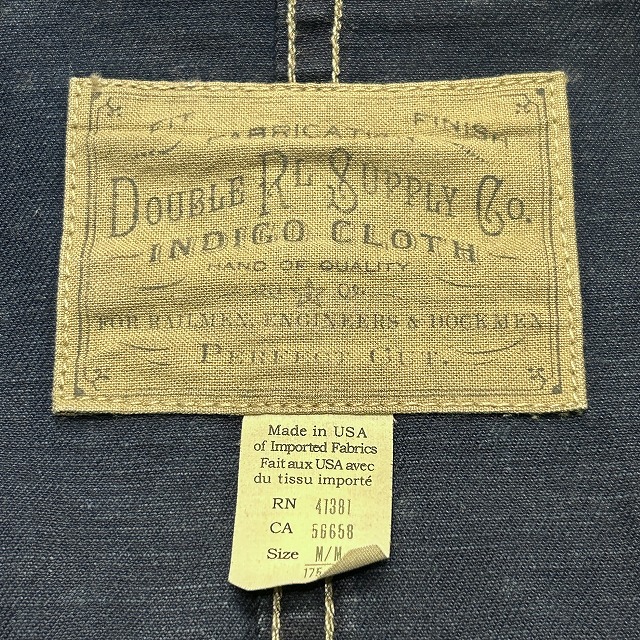 FIT FINISH
FABRICATION
DOUBLE RL SUPPLY CO.
INDIGO CLOTH
HAND OF QUALITY
FOR RAILMEN, ENGINEERS & DOCKMEN
PERFECT CUT.
Made in USA
of Imported Fabrics
Fait aux USA avec
du tissu importé
RN 41381
CA 56658
Size M/M
175